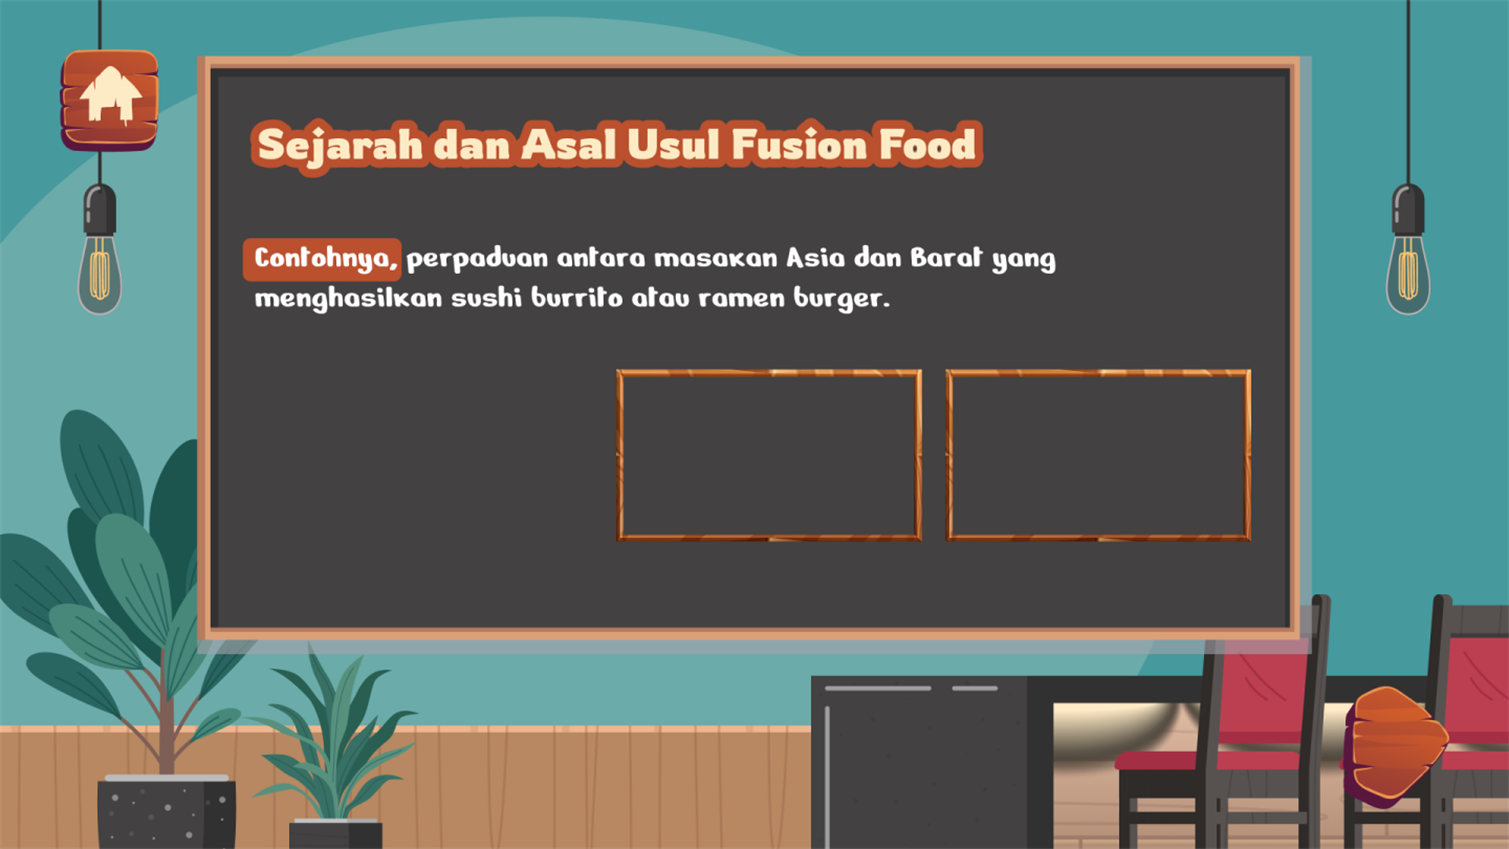 Sejarah dan Asal Usul Fusion Food
Contohnya, perpaduan antara masakan Asia dan Barat yang
menghasilkan sushi burrito atau ramen burger.